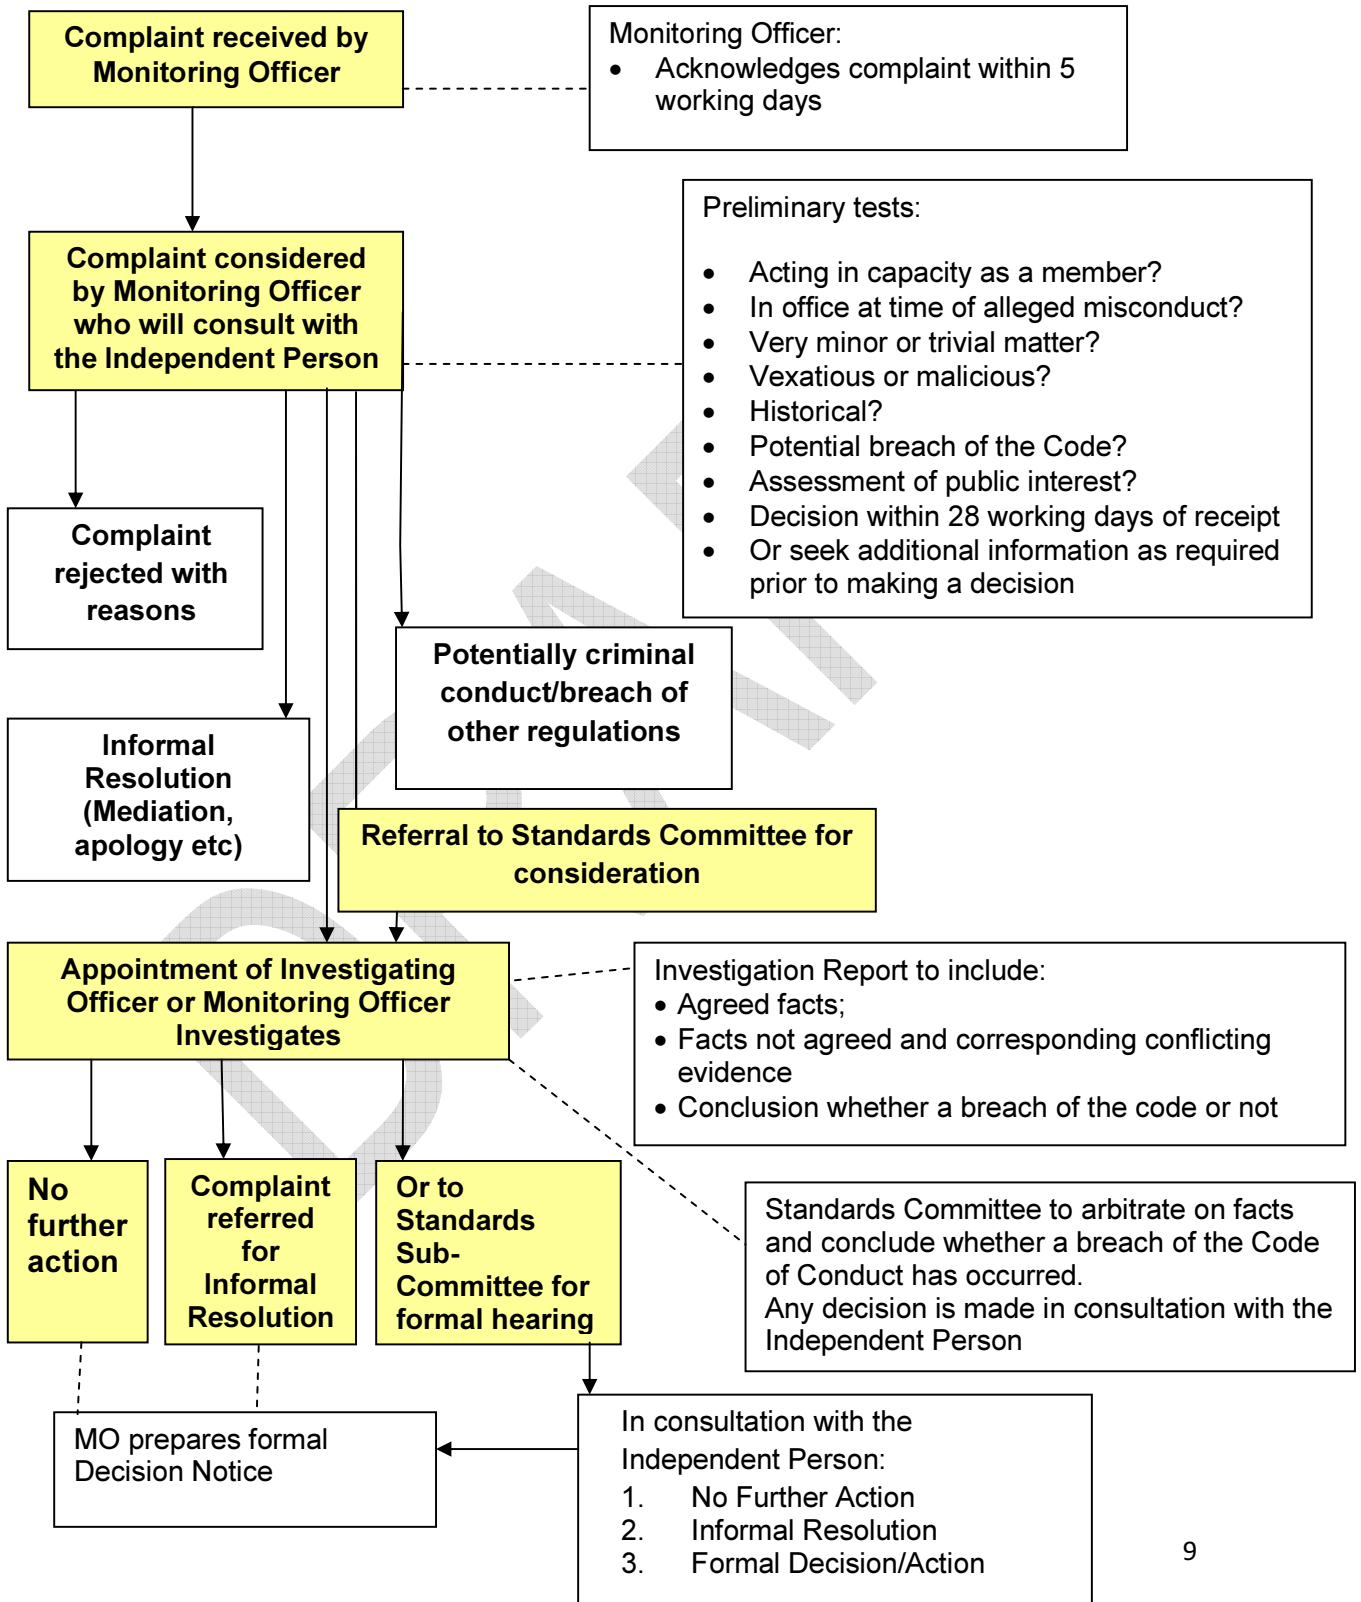 Complaint received by
Monitoring Officer
Monitoring Officer:
• Acknowledges complaint within 5
working days
Complaint considered
by Monitoring Officer
who will consult with
the Independent Person
Preliminary tests:
• Acting in capacity as a member?
• In office at time of alleged misconduct?
• Very minor or trivial matter?
• Vexatious or malicious?
• Historical?
• Potential breach of the Code?
• Assessment of public interest?
• Decision within 28 working days of receipt
• Or seek additional information as required
prior to making a decision
Complaint
rejected with
reasons
Potentially criminal
conduct/breach of
other regulations
Informal
Resolution
(Mediation,
apology etc)
Referral to Standards Committee for
consideration
Appointment of Investigating
Officer or Monitoring Officer
Investigates
Investigation Report to include:
• Agreed facts;
• Facts not agreed and corresponding conflicting
evidence
• Conclusion whether a breach of the code or not
No
further
action
Complaint
referred
for
Informal
Resolution
Or to
Standards
Sub-
Committee for
formal hearing
Standards Committee to arbitrate on facts
and conclude whether a breach of the Code
of Conduct has occurred.
Any decision is made in consultation with the
Independent Person
MO prepares formal
Decision Notice
In consultation with the
Independent Person:
1. No Further Action
2. Informal Resolution
3. Formal Decision/Action
9
DRAFT